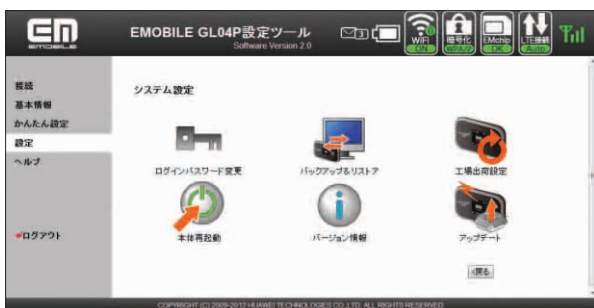 EMOBILE
EMOBILE GL04P設定ツール
Software Version 2.0
3
WiFi
ON
暗号化
WPA/2
EMchip
OK
LTE接続
Auto
接続
基本情報
かんたん設定
設定
ヘルプ
ログアウト
システム設定
ログインパスワード変更
バックアップ&リストア
工場出荷設定
本体再起動
バージョン情報
アップデート
戻る
COPYRIGHT (C) 2009-2012 HUAWEI TECHNOLOGIES CO.,LTD. ALL RIGHTS RESERVED.